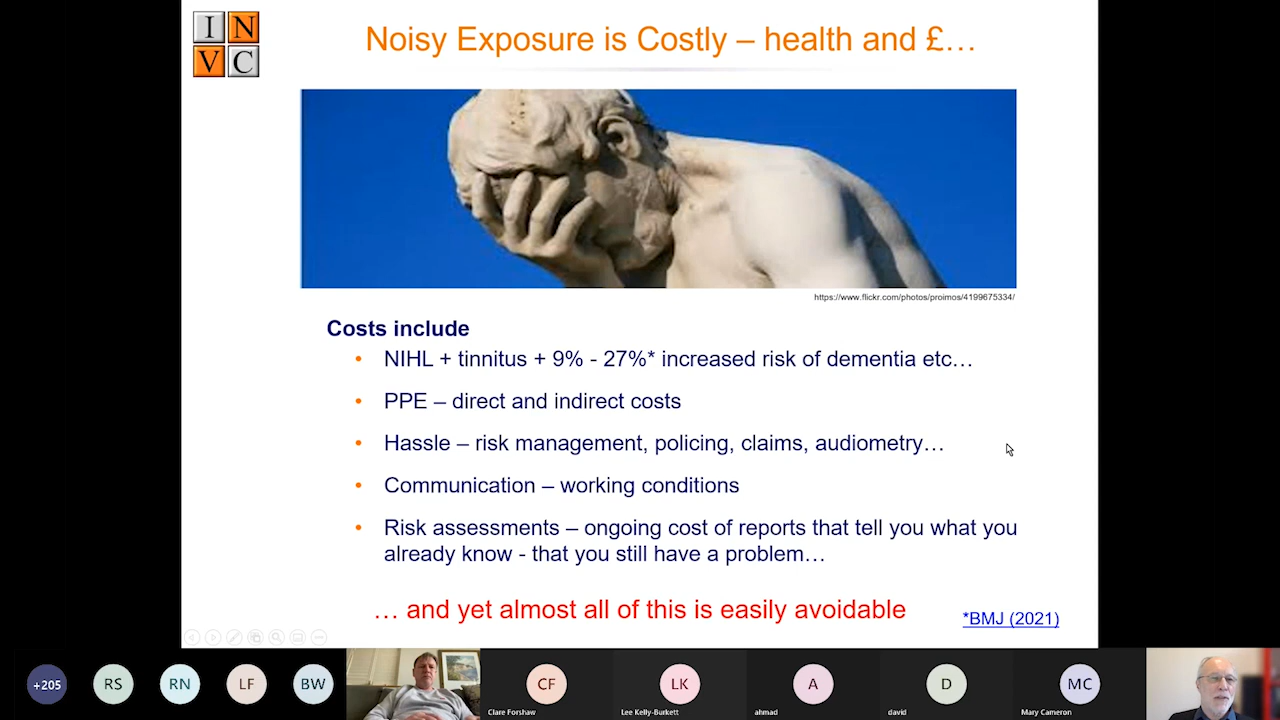 I N
V C
Noisy Exposure is Costly – health and £…
https://www.flickr.com/photos/proimos/4199675334/
Costs include
• NIHL + tinnitus + 9% - 27%* increased risk of dementia etc…
• PPE – direct and indirect costs
• Hassle – risk management, policing, claims, audiometry…
• Communication – working conditions
• Risk assessments – ongoing cost of reports that tell you what you
already know - that you still have a problem…
… and yet almost all of this is easily avoidable
*BMJ (2021)
+205 RS RN LF BW CF LK A D MC
Clare Forshaw Lee Kelly-Burkett ahmad david Mary Cameron